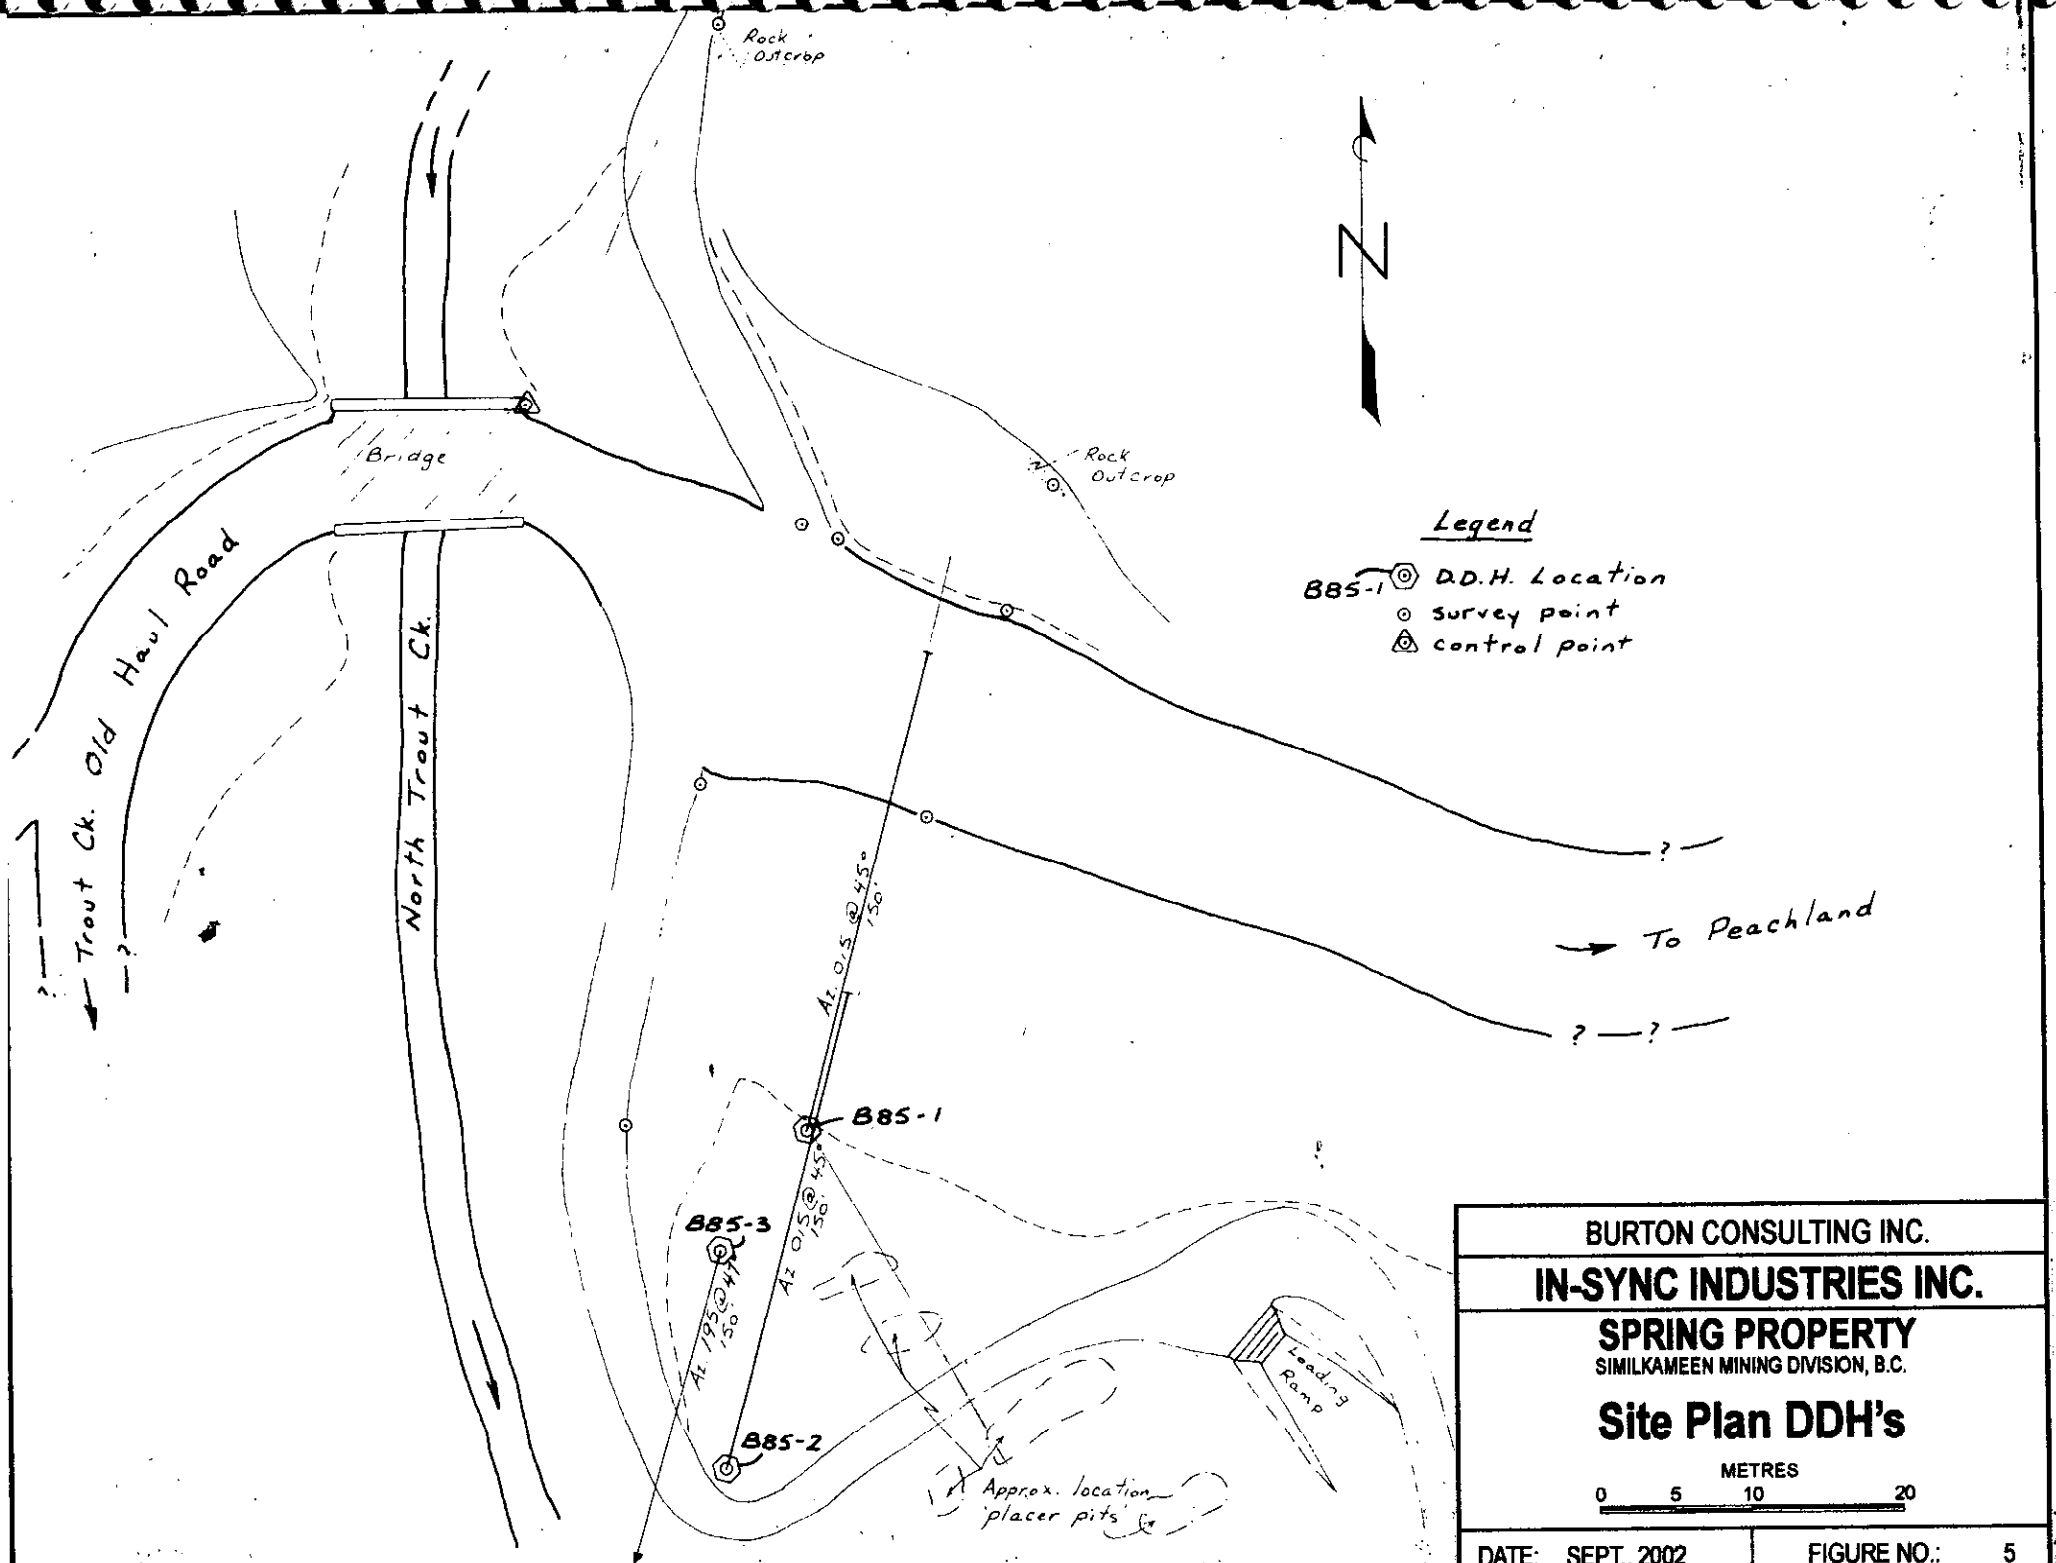 Rock
Outcrop
N
Bridge
Rock
Outcrop
Legend
B85-1 D.D.H. Location
survey point
control point
Trout Ck. Old Haul Road
North Trout Ck.
?
?
?
To Peachland
? ?
Az. 015 @ 45°
150'
B85-1
Az 015 @ 45°
150'
B85-3
Az. 195 @ 47°
150'
B85-2
Loading
Ramp
Approx. location
'placer pits'
BURTON CONSULTING INC.
IN-SYNC INDUSTRIES INC.
SPRING PROPERTY
SIMILKAMEEN MINING DIVISION, B.C.
Site Plan DDH's
METRES
0 5 10 20
DATE: SEPT. 2002 FIGURE NO.: 5